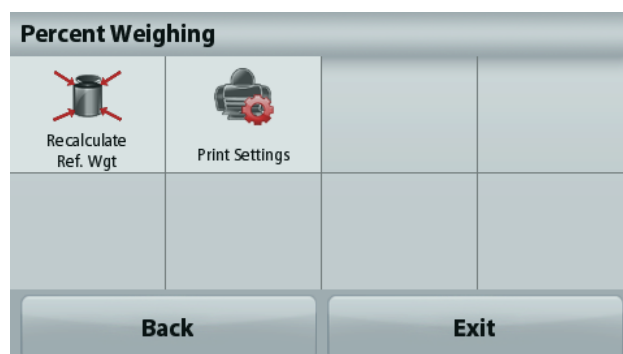 Percent Weighing
Recalculate
Ref. Wgt
Print Settings
Back
Exit